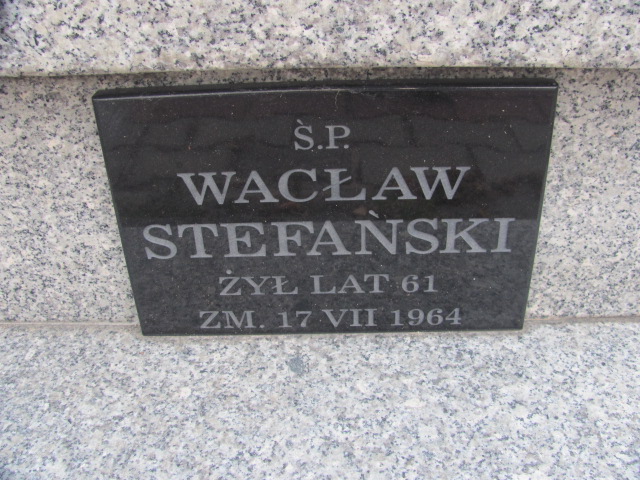 Ś.P.
WACŁAW
STEFAŃSKI
ŻYŁ LAT 61
ZM. 17 VII 1964